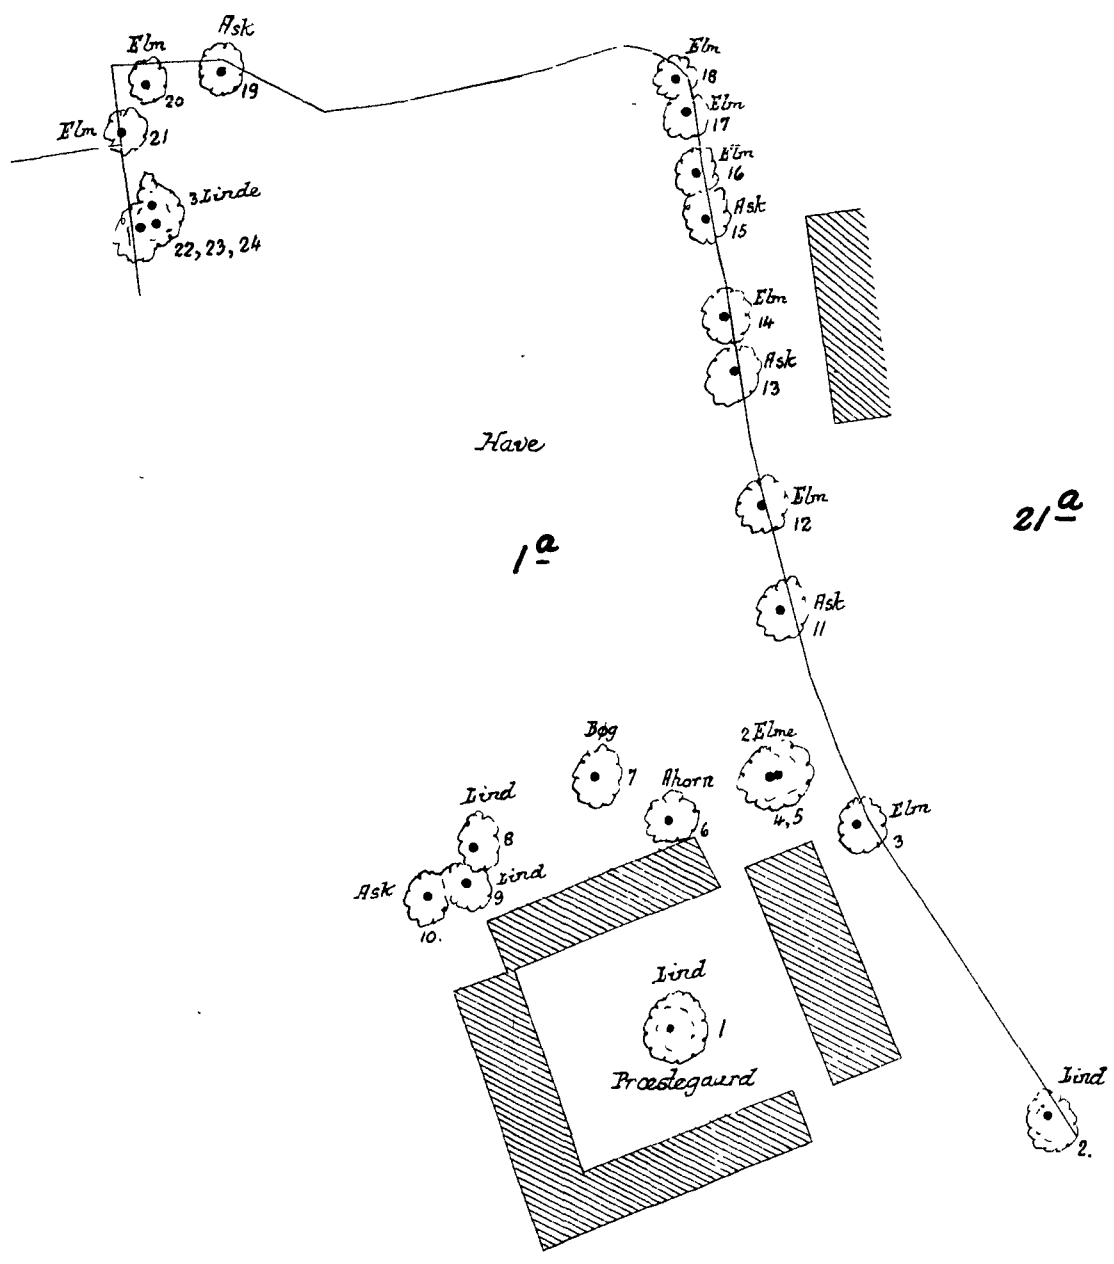 Ask
19
Elm
20
Elm
21
3 Linde
22, 23, 24
Elm
18
Elm
17
Elm
16
Ask
15
Elm
14
Ask
13
Have
Elm
12
21a
1a
Ask
11
Bøg
7
2 Elme
4, 5
Ahorn
6
Elm
3
Lind
8
Lind
9
Ask
10.
Lind
1
Præstegaard
Lind
2.